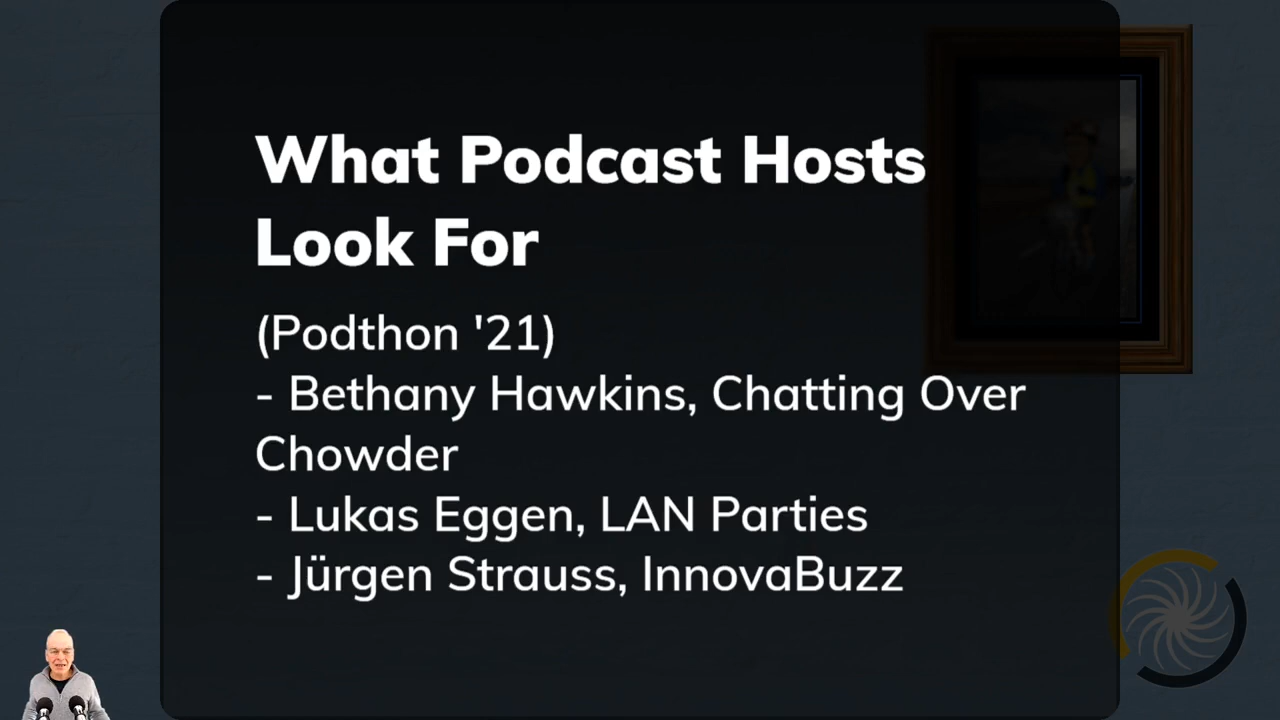 What Podcast Hosts
Look For
(Podthon '21)
- Bethany Hawkins, Chatting Over
Chowder
- Lukas Eggen, LAN Parties
- Jürgen Strauss, InnovaBuzz